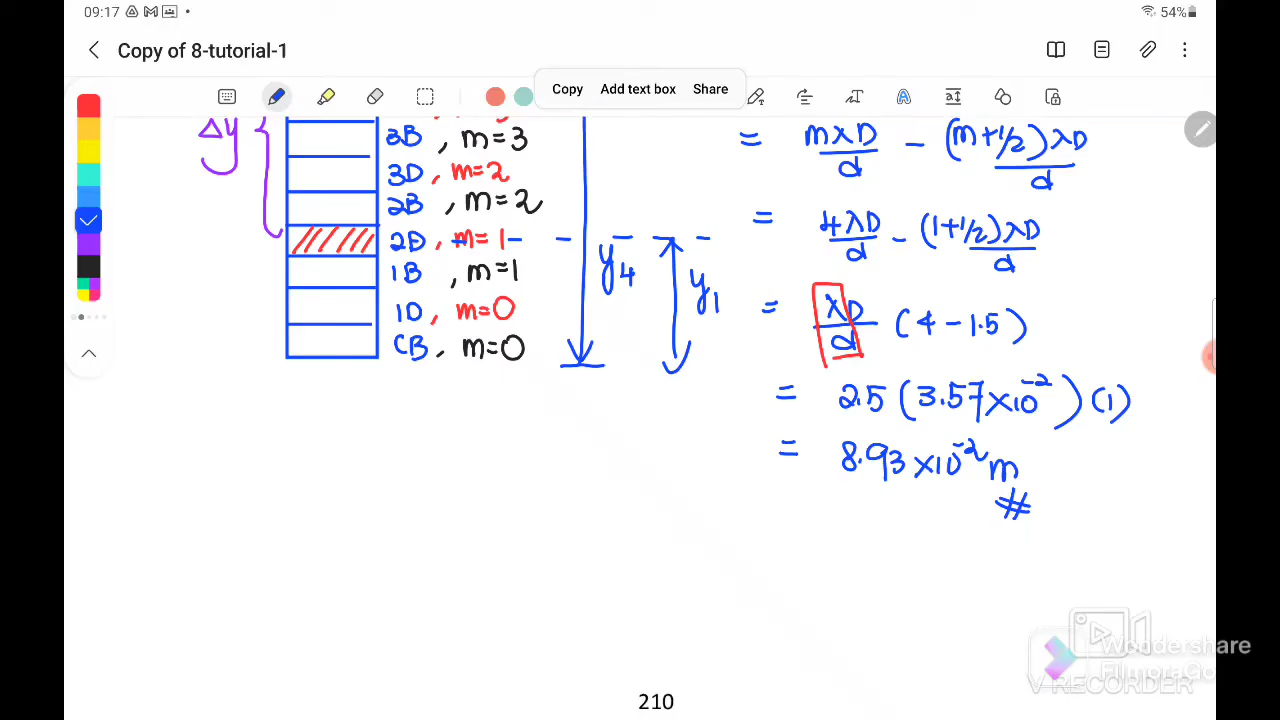 09:17
54%
Copy of 8-tutorial-1
Copy Add text box Share
Δy
3B, m=3
3D, m=2
2B, m=2
2D, m=1
1B, m=1
1D, m=0
CB, m=0
y4
y1
= mλD/d - (m+1/2)λD/d
= 4λD/d - (1+1/2)λD/d
= λD/d (4-1.5)
= 2.5 (3.57×10^-2) (1)
= 8.93×10^-2 m
#
Wondershare
FilmoraGo
V RECORDER
210